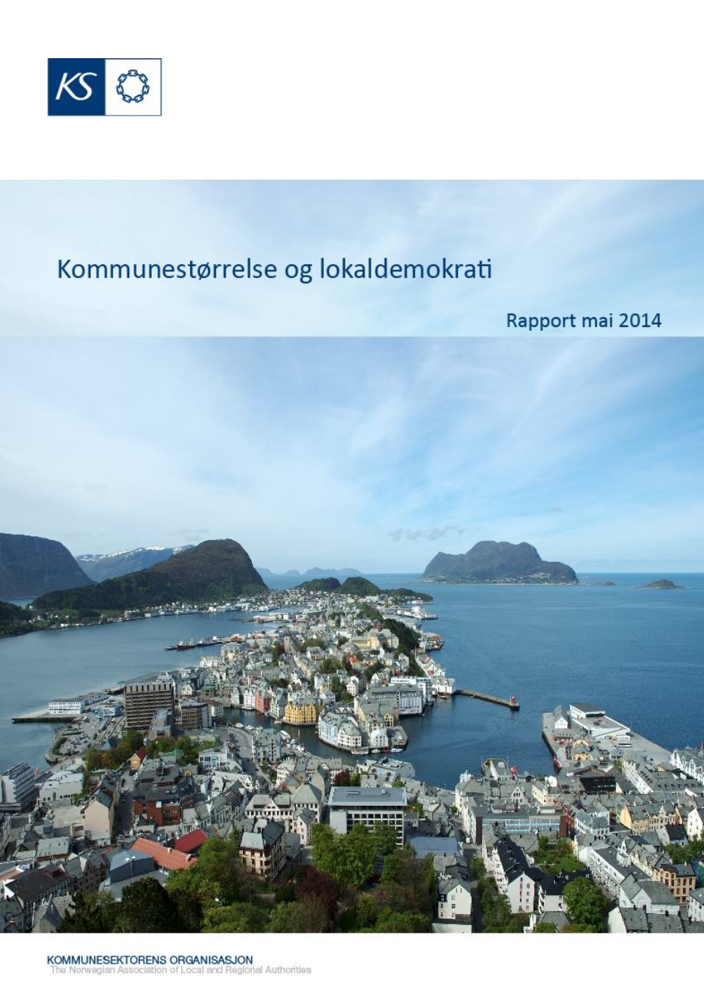 KS
Kommunestørrelse og lokaldemokrati
Rapport mai 2014
KOMMUNESEKTORENS ORGANISASJON
The Norwegian Association of Local and Regional Authorities